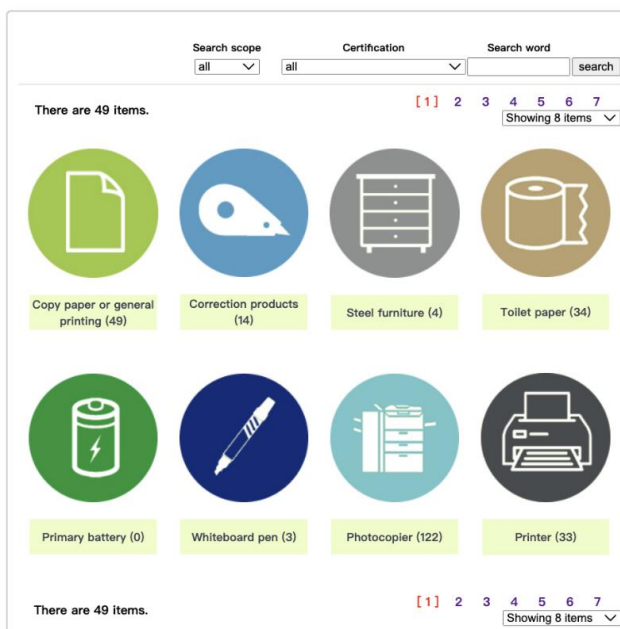 Search scope Certification Search word
all all search
There are 49 items.
[ 1 ] 2 3 4 5 6 7
Showing 8 items
Copy paper or general
printing (49)
Correction products
(14)
Steel furniture (4)
Toilet paper (34)
Primary battery (0)
Whiteboard pen (3)
Photocopier (122)
Printer (33)
There are 49 items.
[ 1 ] 2 3 4 5 6 7
Showing 8 items